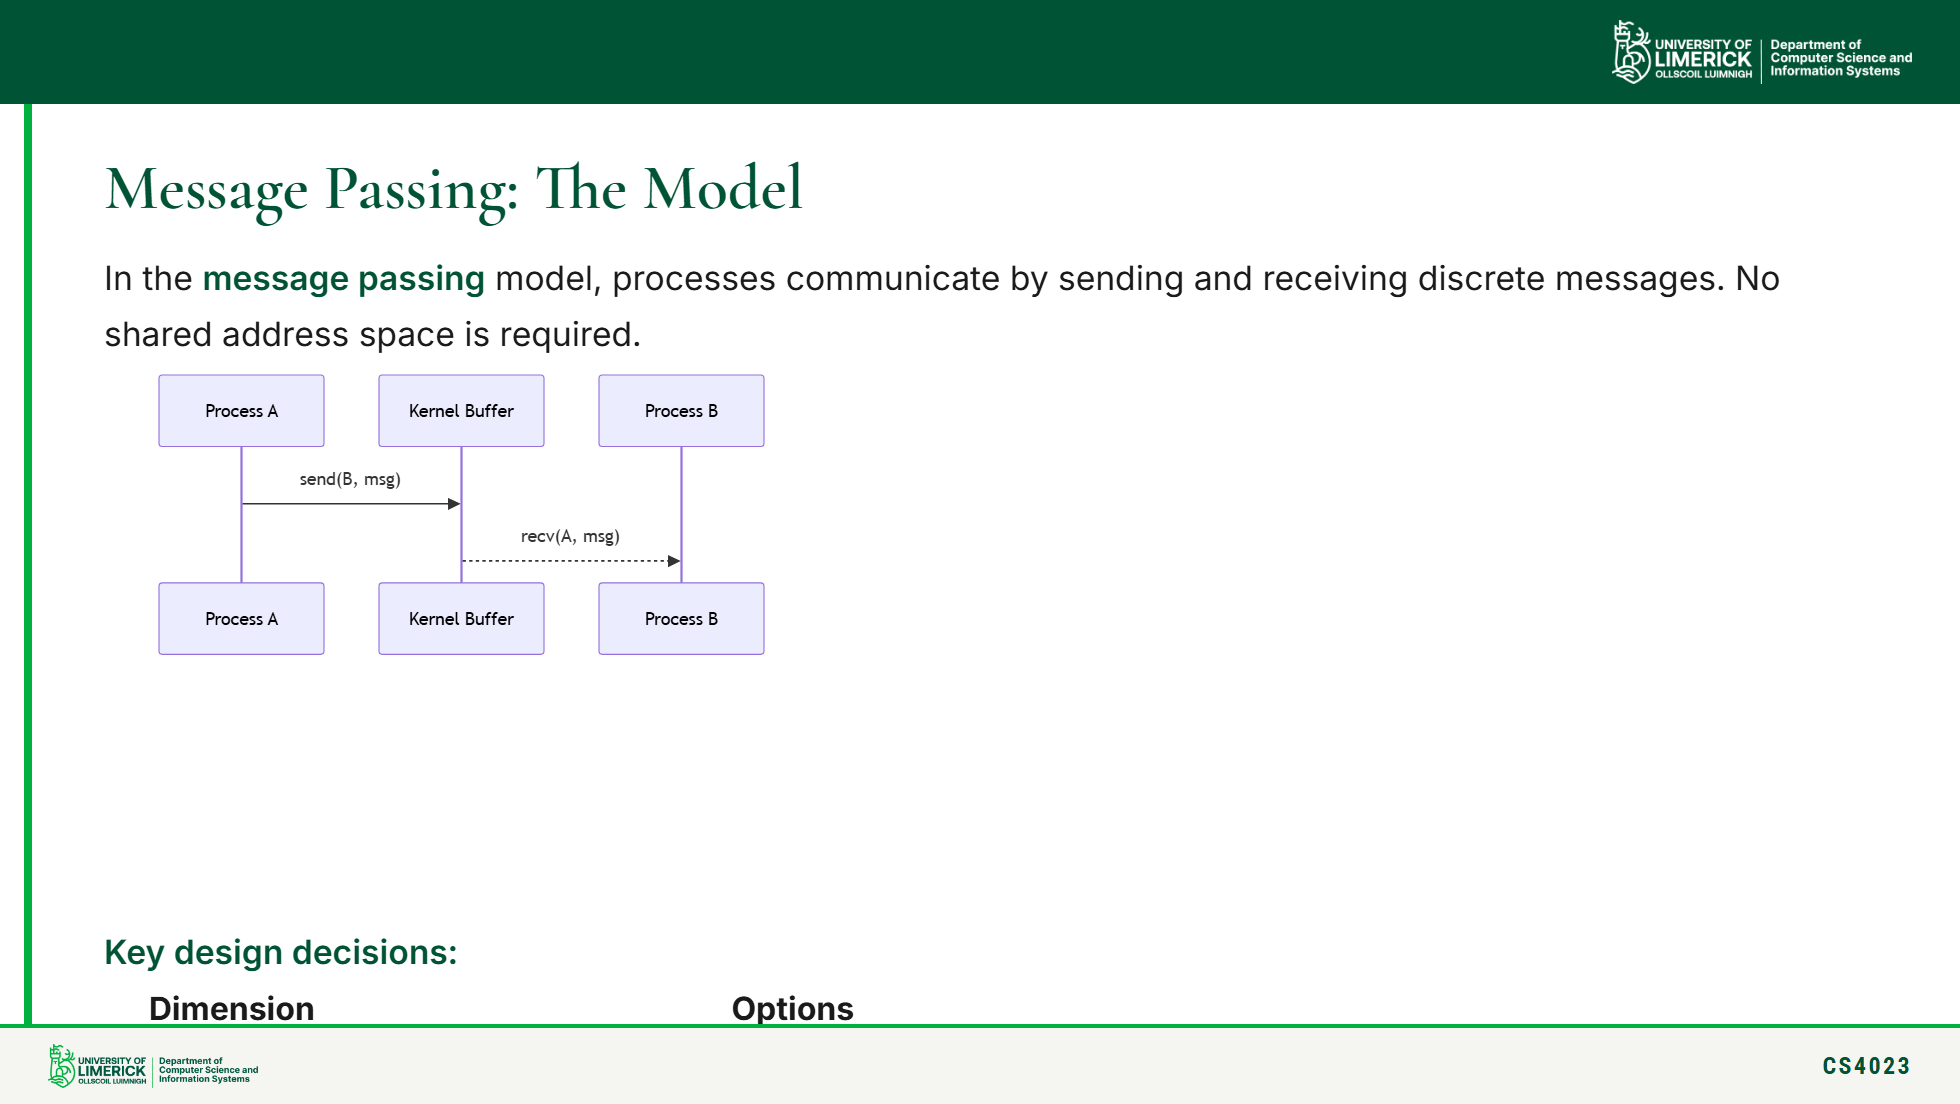 UNIVERSITY OF
LIMERICK
OLLSCOIL LUIMNIGH
Department of
Computer Science and
Information Systems
Message Passing: The Model
In the message passing model, processes communicate by sending and receiving discrete messages. No
shared address space is required.
Process A
Kernel Buffer
Process B
send(B, msg)
recv(A, msg)
Process A
Kernel Buffer
Process B
Key design decisions:
Dimension
Options
UNIVERSITY OF
LIMERICK
OLLSCOIL LUIMNIGH
Department of
Computer Science and
Information Systems
CS4023